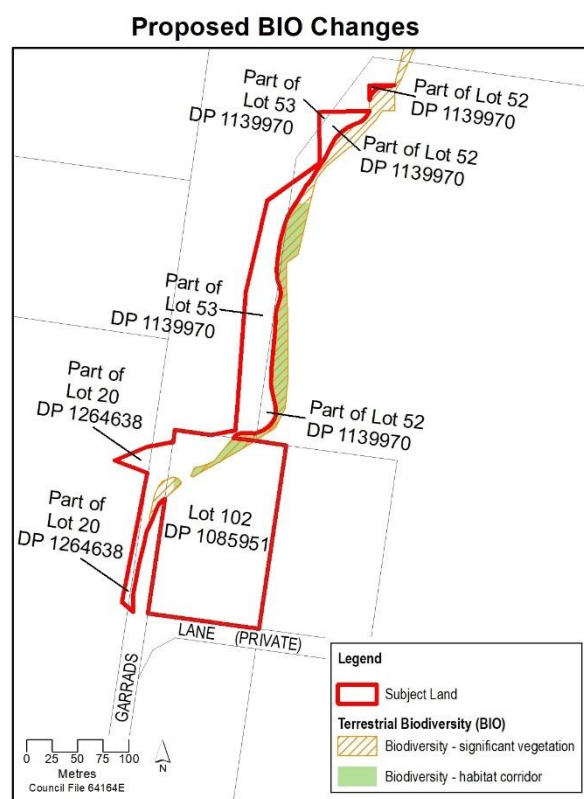 Proposed BIO Changes
Part of
Lot 53
DP 1139970
Part of Lot 52
DP 1139970
Part of Lot 52
DP 1139970
Part of
Lot 53
DP 1139970
Part of
Lot 20
DP 1264638
Part of Lot 52
DP 1139970
Part of
Lot 20
DP 1264638
Lot 102
DP 1085951
LANE (PRIVATE)
GARRADS
0 25 50 75 100
Metres
Council File 64164E
N
Legend
Subject Land
Terrestrial Biodiversity (BIO)
Biodiversity - significant vegetation
Biodiversity - habitat corridor